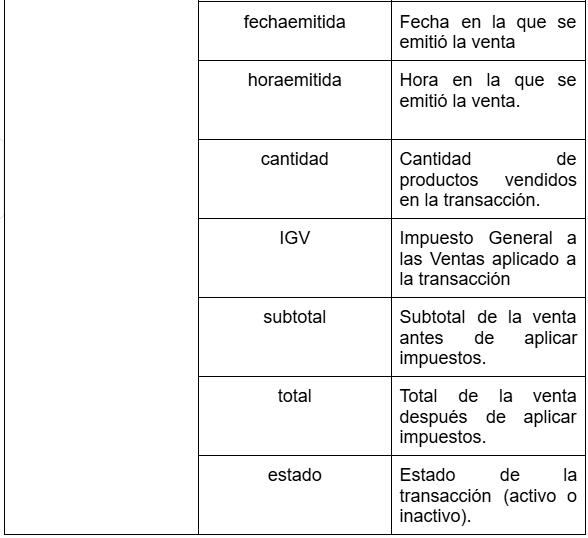 fechaemitida
Fecha en la que se
emitió la venta
horaemitida
Hora en la que se
emitió la venta.
cantidad
Cantidad de
productos vendidos
en la transacción.
IGV
Impuesto General a
las Ventas aplicado a
la transacción
subtotal
Subtotal de la venta
antes de aplicar
impuestos.
total
Total de la venta
después de aplicar
impuestos.
estado
Estado de la
transacción (activo o
inactivo).